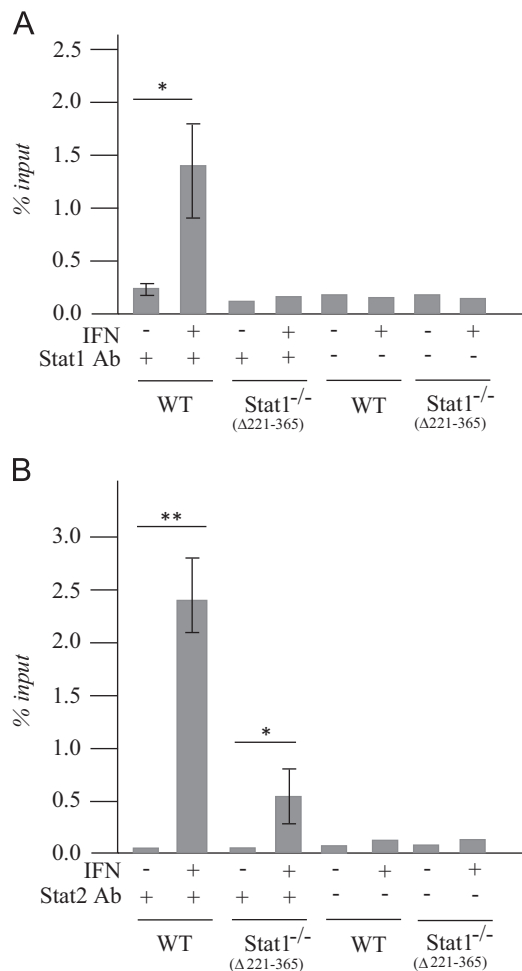 A
2.5
*
2.0
1.5
1.0
0.5
0.0
% input
IFN - + - + - + - +
Stat1 Ab + + + + - - - -
WT Stat1-/- WT Stat1-/-
(Δ221-365) (Δ221-365)
B
**
3.0
2.5
2.0
1.5
*
1.0
0.5
0.0
% input
IFN - + - + - + - +
Stat2 Ab + + + + - - - -
WT Stat1-/- WT Stat1-/-
(Δ221-365) (Δ221-365)